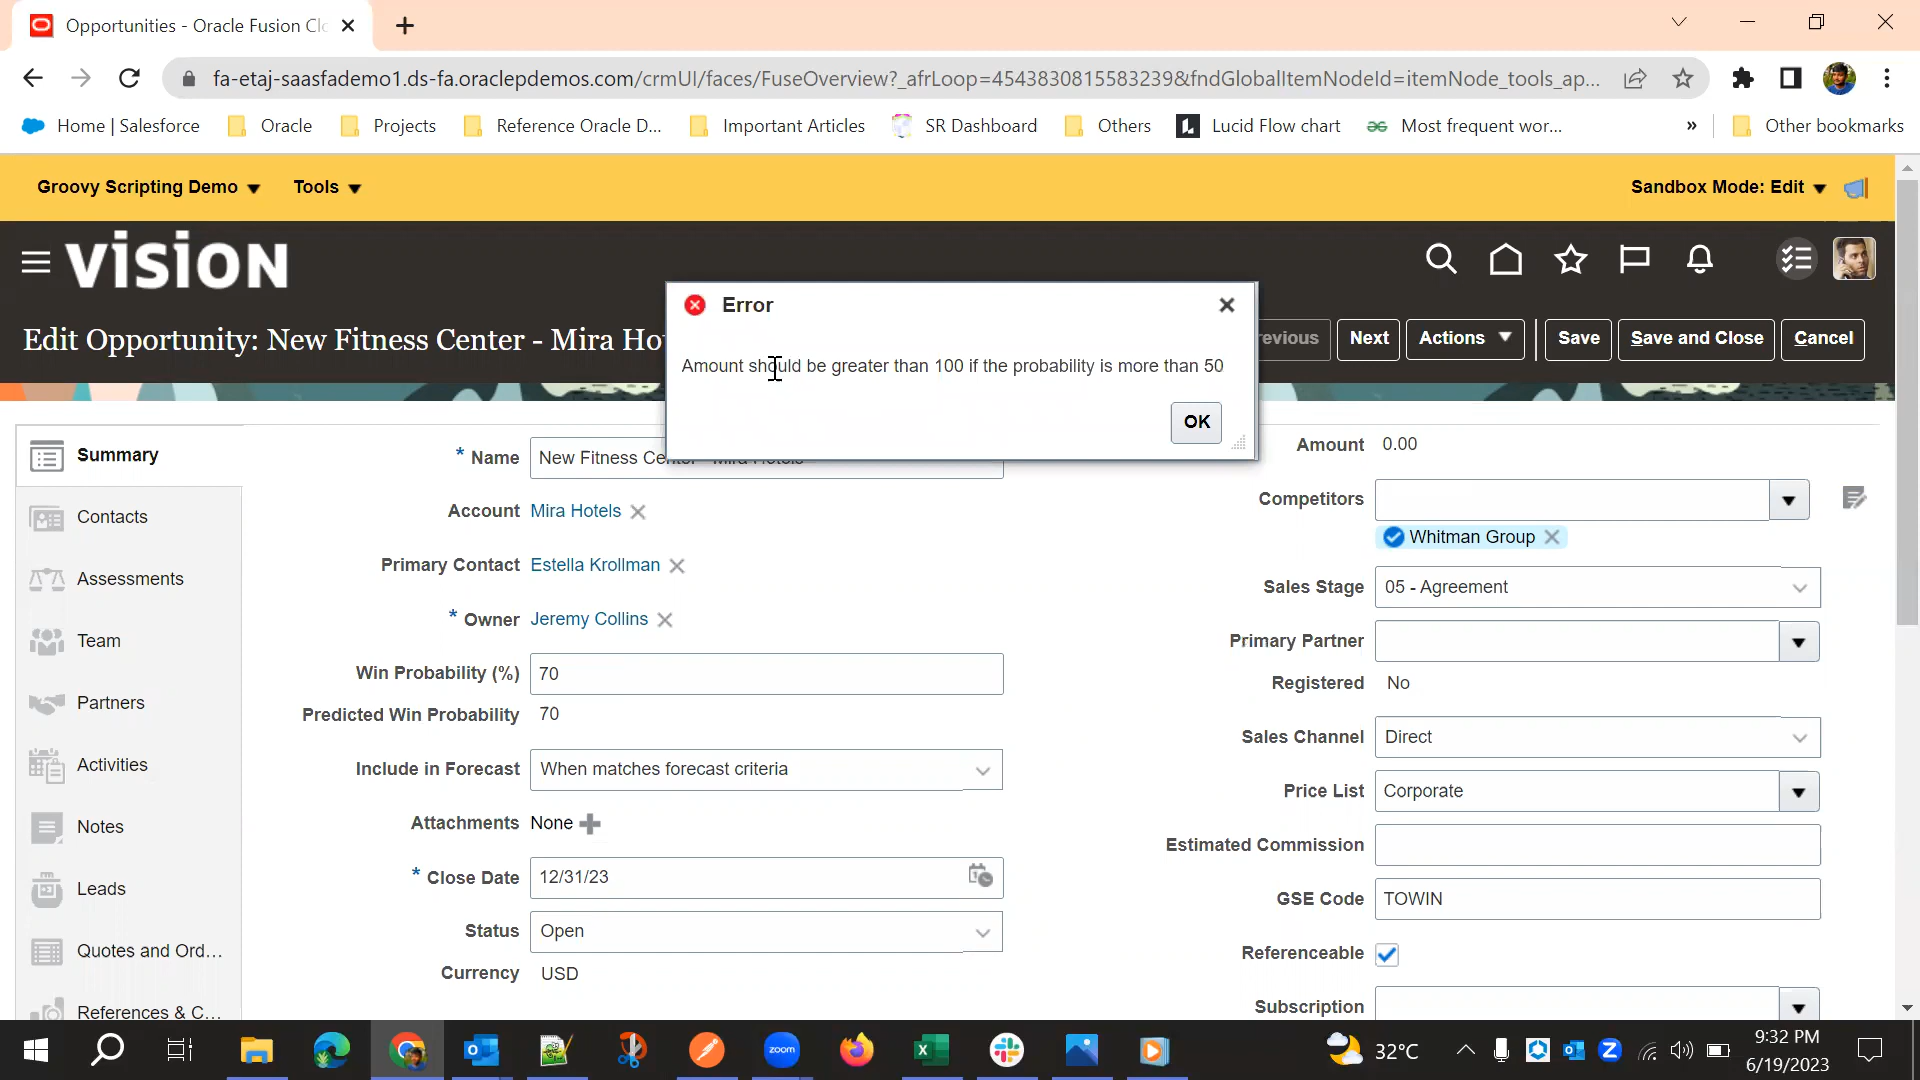 Opportunities - Oracle Fusion Clo
fa-etaj-saasfademo1.ds-fa.oraclepdemos.com/crmUI/faces/FuseOverview?_afrLoop=4543830815583239&fndGlobalItemNodeId=itemNode_tools_ap...
Home | Salesforce
Oracle
Projects
Reference Oracle D...
Important Articles
SR Dashboard
Others
Lucid Flow chart
Most frequent wor...
»
Other bookmarks
Groovy Scripting Demo
Tools
Sandbox Mode: Edit
vision
Edit Opportunity: New Fitness Center - Mira Ho
evious
Next
Actions
Save
Save and Close
Cancel
Error
Amount should be greater than 100 if the probability is more than 50
OK
Summary
Contacts
Assessments
Team
Partners
Activities
Notes
Leads
Quotes and Ord...
References & C...
* Name New Fitness Center - Mira Hotels
Account Mira Hotels
Primary Contact Estella Krollman
* Owner Jeremy Collins
Win Probability (%) 70
Predicted Win Probability 70
Include in Forecast When matches forecast criteria
Attachments None
* Close Date 12/31/23
Status Open
Currency USD
Amount 0.00
Competitors
Whitman Group
Sales Stage 05 - Agreement
Primary Partner
Registered No
Sales Channel Direct
Price List Corporate
Estimated Commission
GSE Code TOWIN
Referenceable
Subscription
zoom
32°C
9:32 PM
6/19/2023